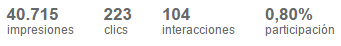 40.715 223 104 0,80%
impresiones clics interacciones participación